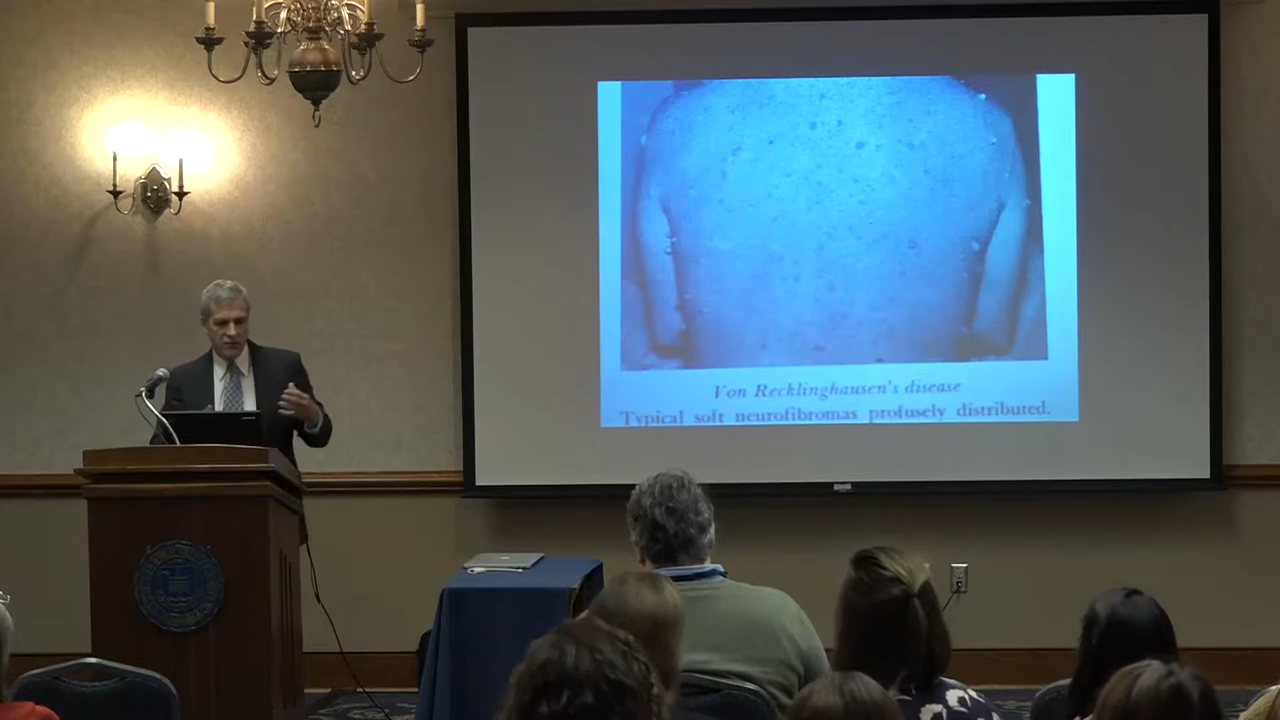 Von Recklinghausen's disease
Typical soft neurofibromas profusely distributed.